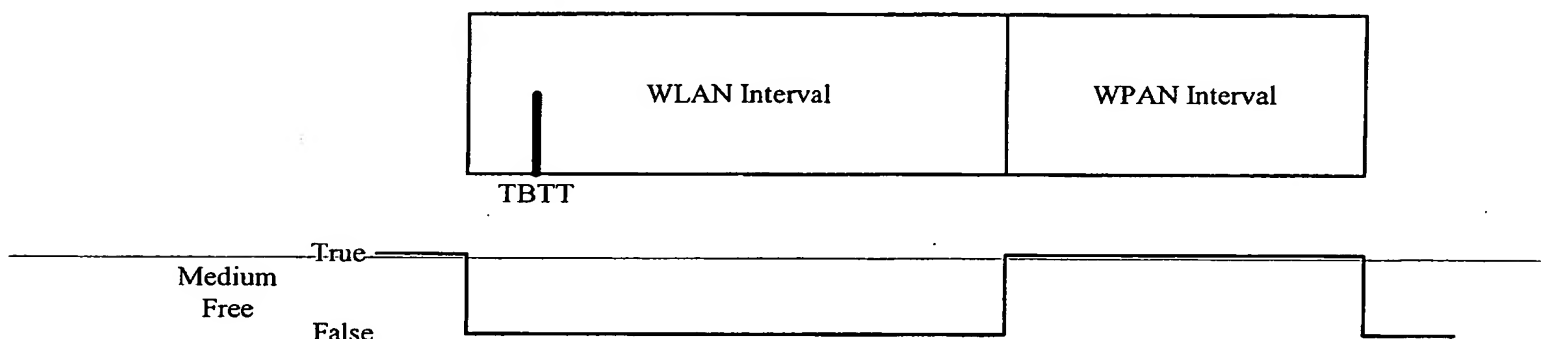 WLAN Interval
WPAN Interval
TBTT
True
Medium
Free
False